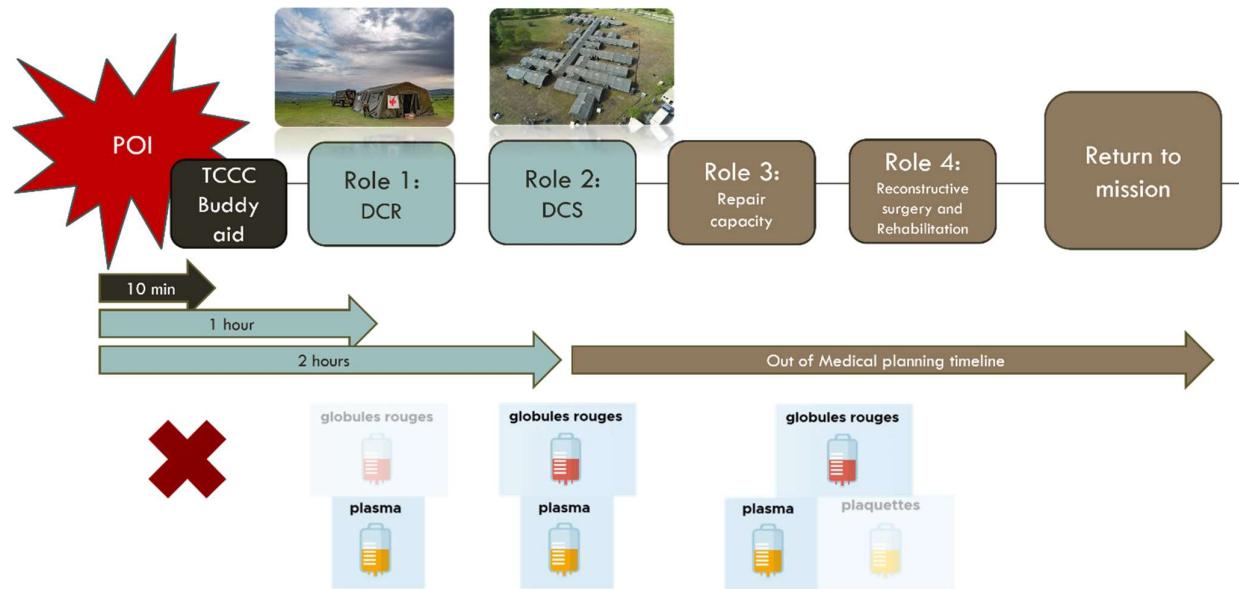 POI
TCCC
Buddy
aid
Role 1:
DCR
Role 2:
DCS
Role 3:
Repair
capacity
Role 4:
Reconstructive
surgery and
Rehabilitation
Return to
mission
10 min
1 hour
2 hours
Out of Medical planning timeline
globules rouges
globules rouges
globules rouges
plasma
plasma
plasma
plaquettes